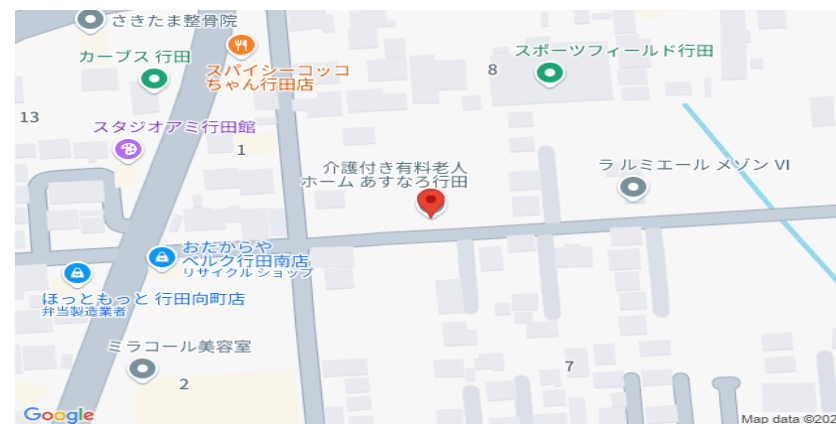 さきたま整骨院
カーブス 行田
スパイシーコッコ
ちゃん行田店
スポーツフィールド行田
8
13
スタジオアミ行田館
1
介護付き有料老人
ホーム あすなろ行田
ラ ルミエール メゾン VI
おたからや
ベルク行田南店
リサイクル ショップ
ほっともっと 行田向町店
弁当製造業者
ミラコール美容室
2
7
Google
Map data ©202